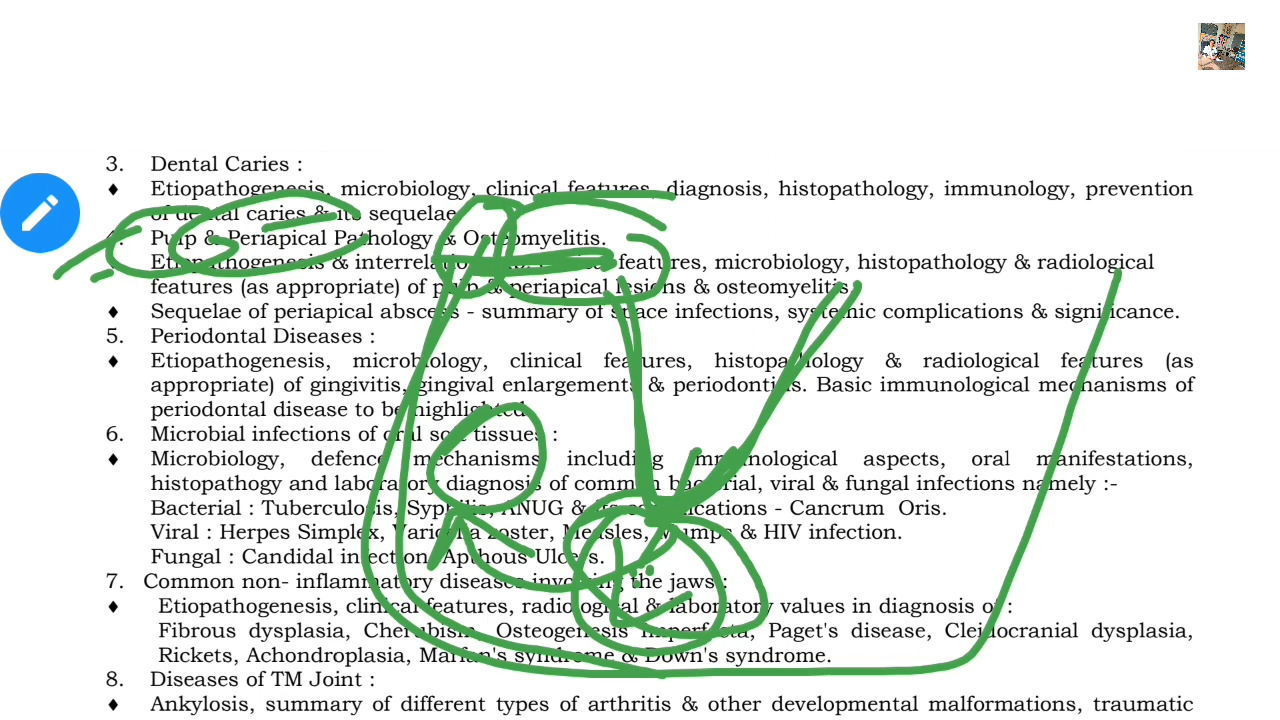 3. Dental Caries :
♦ Etiopathogenesis, microbiology, clinical features, diagnosis, histopathology, immunology, prevention
of dental caries & its sequelae
4. Pulp & Periapical Pathology & Osteomyelitis.
Etiopathogenesis & interrelation features, microbiology, histopathology & radiological
features (as appropriate) of pulp & periapical lesions & osteomyelitis.
♦ Sequelae of periapical abscess - summary of space infections, systemic complications & significance.
5. Periodontal Diseases :
♦ Etiopathogenesis, microbiology, clinical features, histopathology & radiological features (as
appropriate) of gingivitis, gingival enlargements & periodontitis. Basic immunological mechanisms of
periodontal disease to be highlighted
6. Microbial infections of oral soft tissues :
♦ Microbiology, defence mechanisms including immunological aspects, oral manifestations,
histopathogy and laboratory diagnosis of common bacterial, viral & fungal infections namely :-
Bacterial : Tuberculosis, Syphilis, ANUG & its complications - Cancrum Oris.
Viral : Herpes Simplex, Varicella zoster, Measles, Mumps & HIV infection.
Fungal : Candidal infection, Apthous Ulcers.
7. Common non- inflammatory diseases involving the jaws :
♦ Etiopathogenesis, clinical features, radiological & laboratory values in diagnosis of :
Fibrous dysplasia, Cherubism, Osteogenesis imperfecta, Paget's disease, Cleidocranial dysplasia,
Rickets, Achondroplasia, Marfan's syndrome & Down's syndrome.
8. Diseases of TM Joint :
♦ Ankylosis, summary of different types of arthritis & other developmental malformations, traumatic